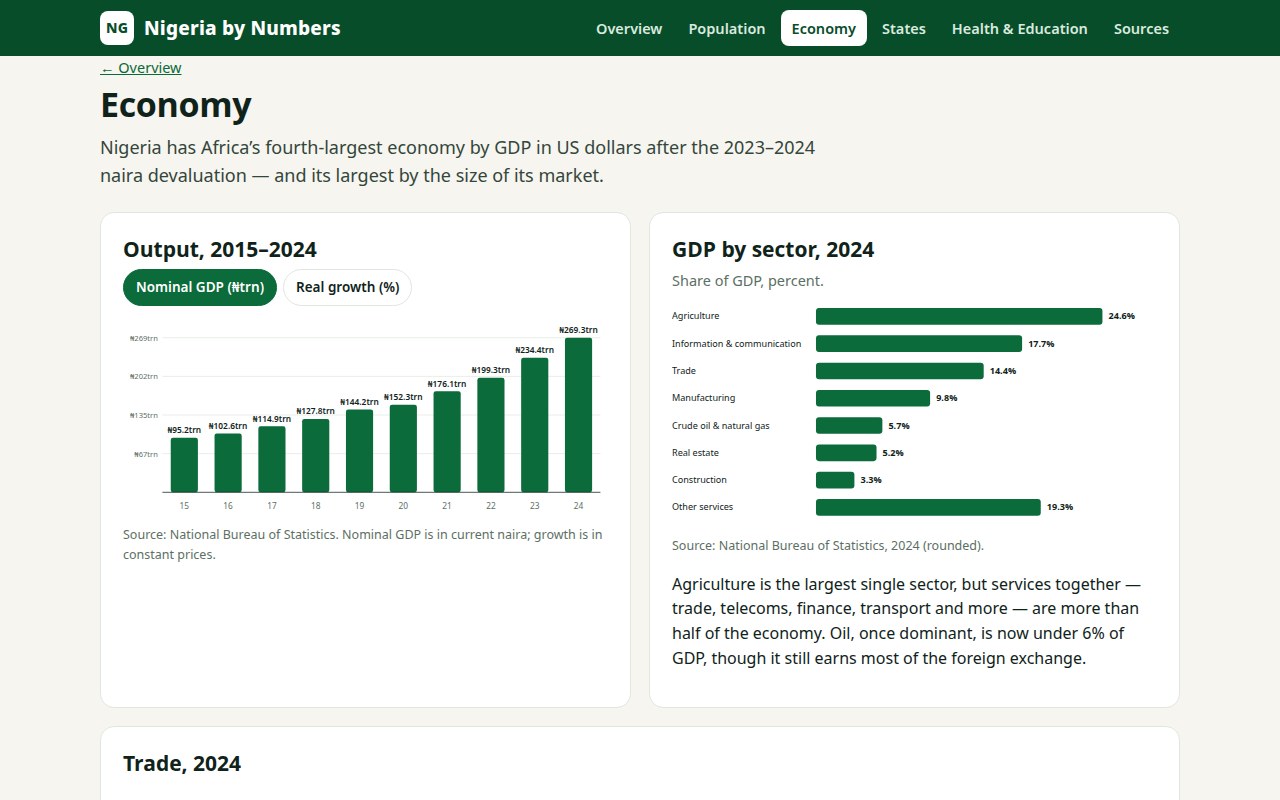 NG Nigeria by Numbers Overview Population Economy States Health & Education Sources
← Overview
Economy
Nigeria has Africa’s fourth-largest economy by GDP in US dollars after the 2023–2024
naira devaluation — and its largest by the size of its market.
Output, 2015–2024
Nominal GDP (₦trn) Real growth (%)
₦269trn
₦202trn
₦135trn
₦67trn
₦95.2trn ₦102.6trn ₦114.9trn ₦127.8trn ₦144.2trn ₦152.3trn ₦176.1trn ₦199.3trn ₦234.4trn ₦269.3trn
15 16 17 18 19 20 21 22 23 24
Source: National Bureau of Statistics. Nominal GDP is in current naira; growth is in
constant prices.
GDP by sector, 2024
Share of GDP, percent.
Agriculture 24.6%
Information & communication 17.7%
Trade 14.4%
Manufacturing 9.8%
Crude oil & natural gas 5.7%
Real estate 5.2%
Construction 3.3%
Other services 19.3%
Source: National Bureau of Statistics, 2024 (rounded).
Agriculture is the largest single sector, but services together —
trade, telecoms, finance, transport and more — are more than
half of the economy. Oil, once dominant, is now under 6% of
GDP, though it still earns most of the foreign exchange.
Trade, 2024